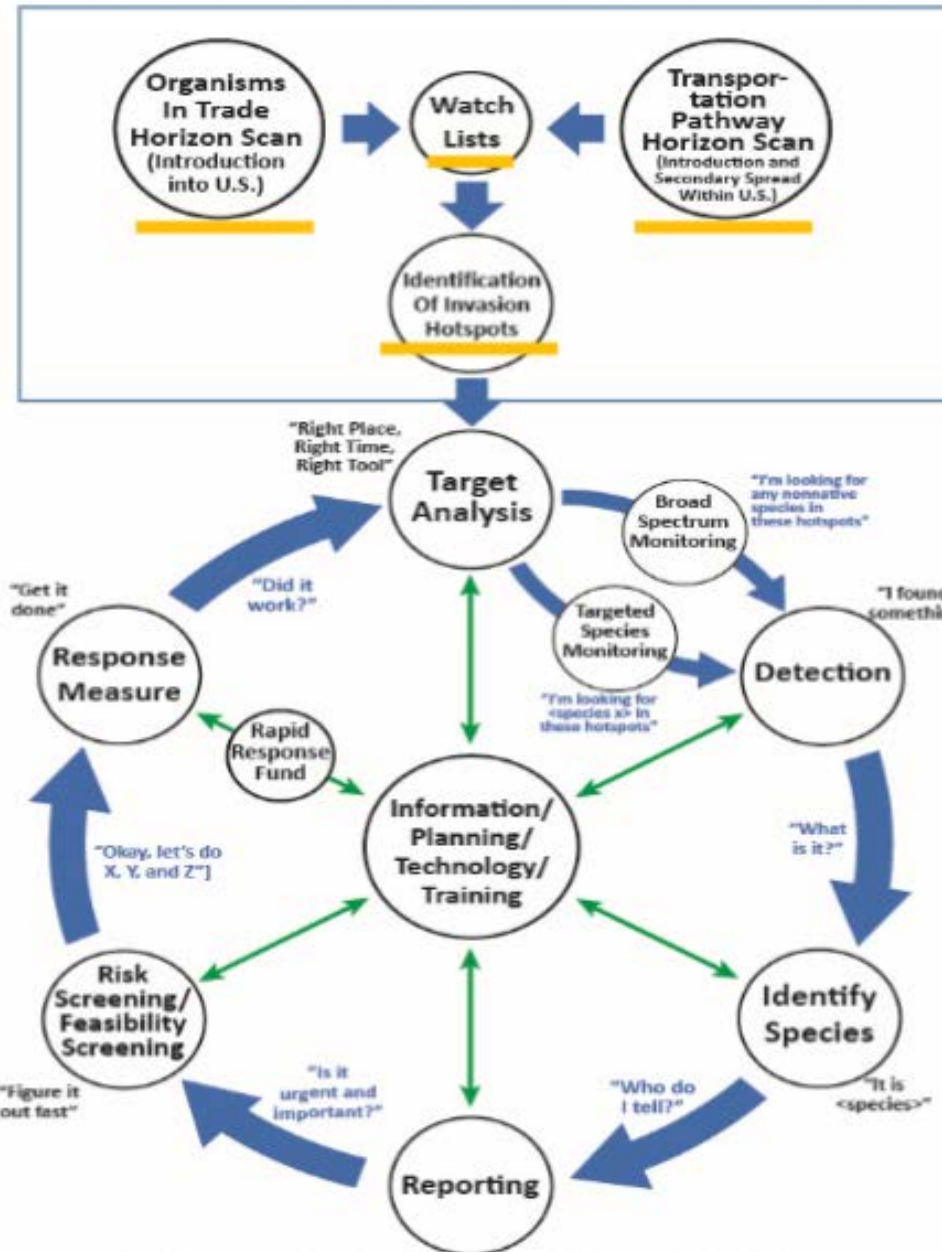 Organisms
In Trade
Horizon Scan
(Introduction
into U.S.)
Watch
Lists
Transpor-
tation
Pathway
Horizon Scan
(Introduction and
Secondary Spread
Within U.S.)
Identification
Of Invasion
Hotspots
"Right Place,
Right Time,
Right Tool"
Target
Analysis
Broad
Spectrum
Monitoring
"I'm looking for
any nonnative
species in
these hotspots"
Targeted
Species
Monitoring
"I'm looking for
<species x> in
these hotspots"
"I found
somethin
Detection
"What
is it?"
Identify
Species
"It is
<species>"
"Who do
I tell?"
Reporting
"Is it
urgent and
important?"
Risk
Screening/
Feasibility
Screening
"Figure it
out fast"
"Okay, let's do
X, Y, and Z"]
Response
Measure
"Get it
done"
"Did it
work?"
Rapid
Response
Fund
Information/
Planning/
Technology/
Training